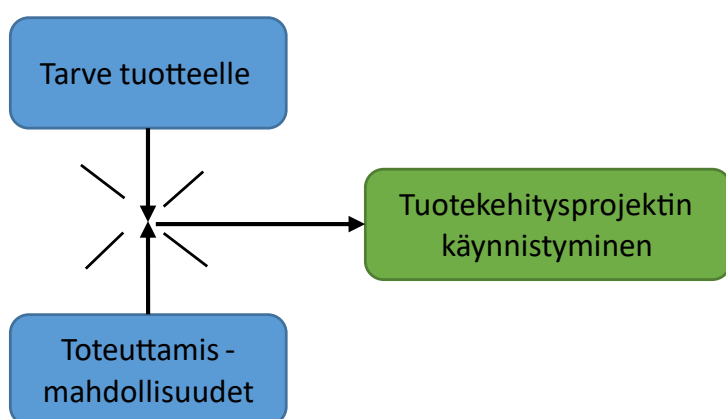 Tarve tuotteelle
Tuotekehitysprojektin
käynnistyminen
Toteuttamis -
mahdollisuudet